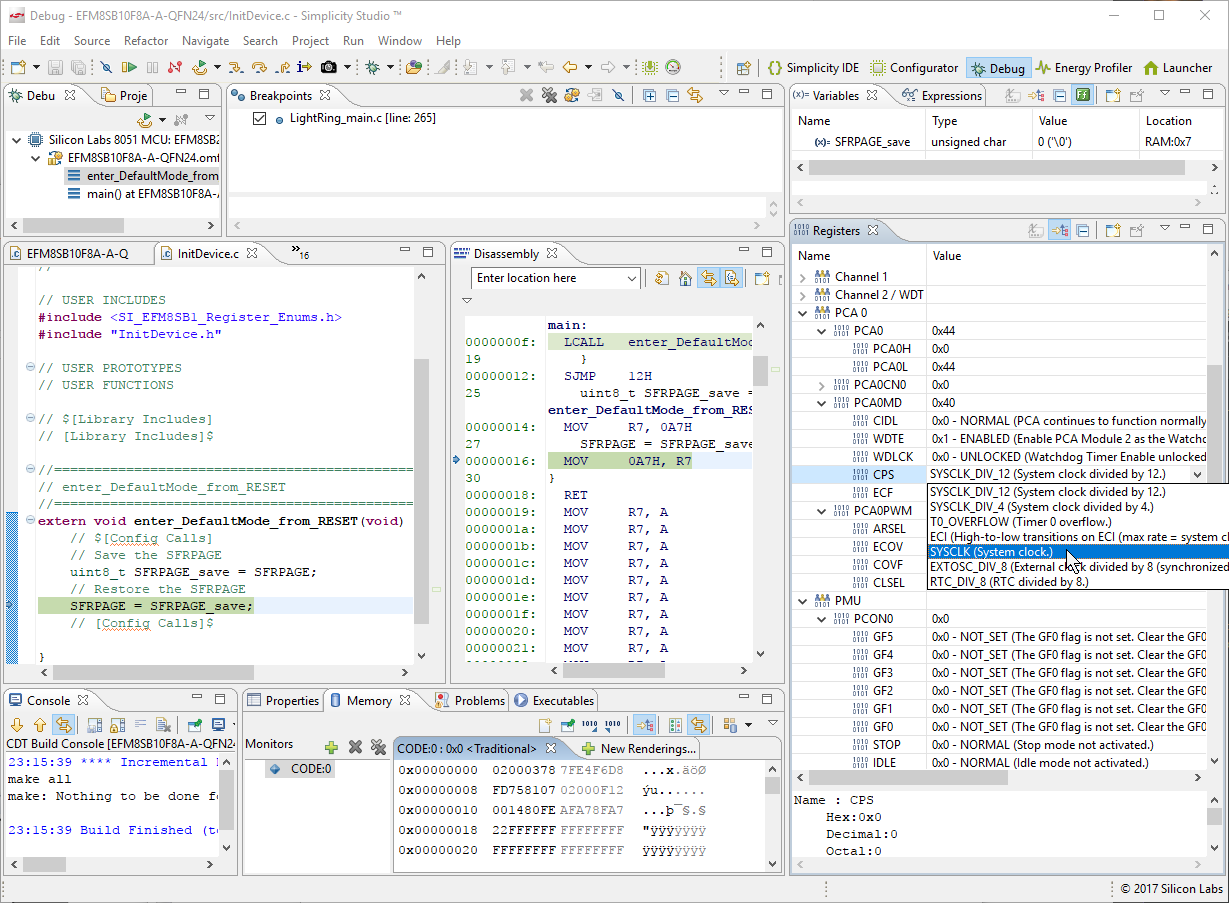 Debug - EFM8SB10F8A-A-QFN24/src/InitDevice.c - Simplicity Studio ™
File Edit Source Refactor Navigate Search Project Run Window Help
Simplicity IDE Configurator Debug Energy Profiler Launcher
Debu Proje
Silicon Labs 8051 MCU: EFM8SB2
EFM8SB10F8A-A-QFN24.omf
enter_DefaultMode_from
main() at EFM8SB10F8A-
Breakpoints
LightRing_main.c [line: 265]
(x)= Variables Expressions
Name Type Value Location
(x)= SFRPAGE_save unsigned char 0 ('\0') RAM:0x7
EFM8SB10F8A-A-Q InitDevice.c »16
//
// USER INCLUDES
#include <SI_EFM8SB1_Register_Enums.h>
#include "InitDevice.h"
// USER PROTOTYPES
// USER FUNCTIONS
// $[Library Includes]
// [Library Includes]$
//==============================================
// enter_DefaultMode_from_RESET
//==============================================
extern void enter_DefaultMode_from_RESET(void)
// $[Config Calls]
// Save the SFRPAGE
uint8_t SFRPAGE_save = SFRPAGE;
// Restore the SFRPAGE
SFRPAGE = SFRPAGE_save;
// [Config Calls]$
}
Disassembly
Enter location here
main:
0000000f: LCALL enter_DefaultMod
19 }
00000012: SJMP 12H
25 uint8_t SFRPAGE_save =
enter_DefaultMode_from_RES
00000014: MOV R7, 0A7H
27 SFRPAGE = SFRPAGE_save
00000016: MOV 0A7H, R7
30 }
00000018: RET
00000019: MOV R7, A
0000001a: MOV R7, A
0000001b: MOV R7, A
0000001c: MOV R7, A
0000001d: MOV R7, A
0000001e: MOV R7, A
0000001f: MOV R7, A
00000020: MOV R7, A
00000021: MOV R7, A
Registers
Name Value
Channel 1
Channel 2 / WDT
PCA 0
PCA0 0x44
PCA0H 0x0
PCA0L 0x44
PCA0CN0 0x0
PCA0MD 0x40
CIDL 0x0 - NORMAL (PCA continues to function normally
WDTE 0x1 - ENABLED (Enable PCA Module 2 as the Watchd
WDLCK 0x0 - UNLOCKED (Watchdog Timer Enable unlocked
CPS SYSCLK_DIV_12 (System clock divided by 12.)
ECF SYSCLK_DIV_12 (System clock divided by 12.)
SYSCLK_DIV_4 (System clock divided by 4.)
PCA0PWM T0_OVERFLOW (Timer 0 overflow.)
ARSEL ECI (High-to-low transitions on ECI (max rate = system cl
ECOV SYSCLK (System clock.)
COVF EXTOSC_DIV_8 (External clock divided by 8 (synchronized
CLSEL RTC_DIV_8 (RTC divided by 8.)
PMU
PCON0 0x0
GF5 0x0 - NOT_SET (The GF0 flag is not set. Clear the GF0
GF4 0x0 - NOT_SET (The GF0 flag is not set. Clear the GF0
GF3 0x0 - NOT_SET (The GF0 flag is not set. Clear the GF0
GF2 0x0 - NOT_SET (The GF0 flag is not set. Clear the GF0
GF1 0x0 - NOT_SET (The GF0 flag is not set. Clear the GF0
GF0 0x0 - NOT_SET (The GF0 flag is not set. Clear the GF0
STOP 0x0 - NORMAL (Stop mode not activated.)
IDLE 0x0 - NORMAL (Idle mode not activated.)
Name : CPS
Hex:0x0
Decimal:0
Octal:0
Console
CDT Build Console [EFM8SB10F8A-A-QFN24
23:15:39 **** Incremental
make all
make: Nothing to be done fo
23:15:39 Build Finished (to
Properties Memory Problems Executables
Monitors
CODE:0
CODE:0 : 0x0 <Traditional> New Renderings...
0x00000000 02000378 7FE4F6D8 ...x.äöØ
0x00000008 FD758107 02000F12 ýu......
0x00000010 001480FE AFA78FA7 ...þ¯§.§
0x00000018 22FFFFFF FFFFFFFF "ÿÿÿÿÿÿÿ
0x00000020 FFFFFFFF FFFFFFFF ÿÿÿÿÿÿÿÿ
© 2017 Silicon Labs